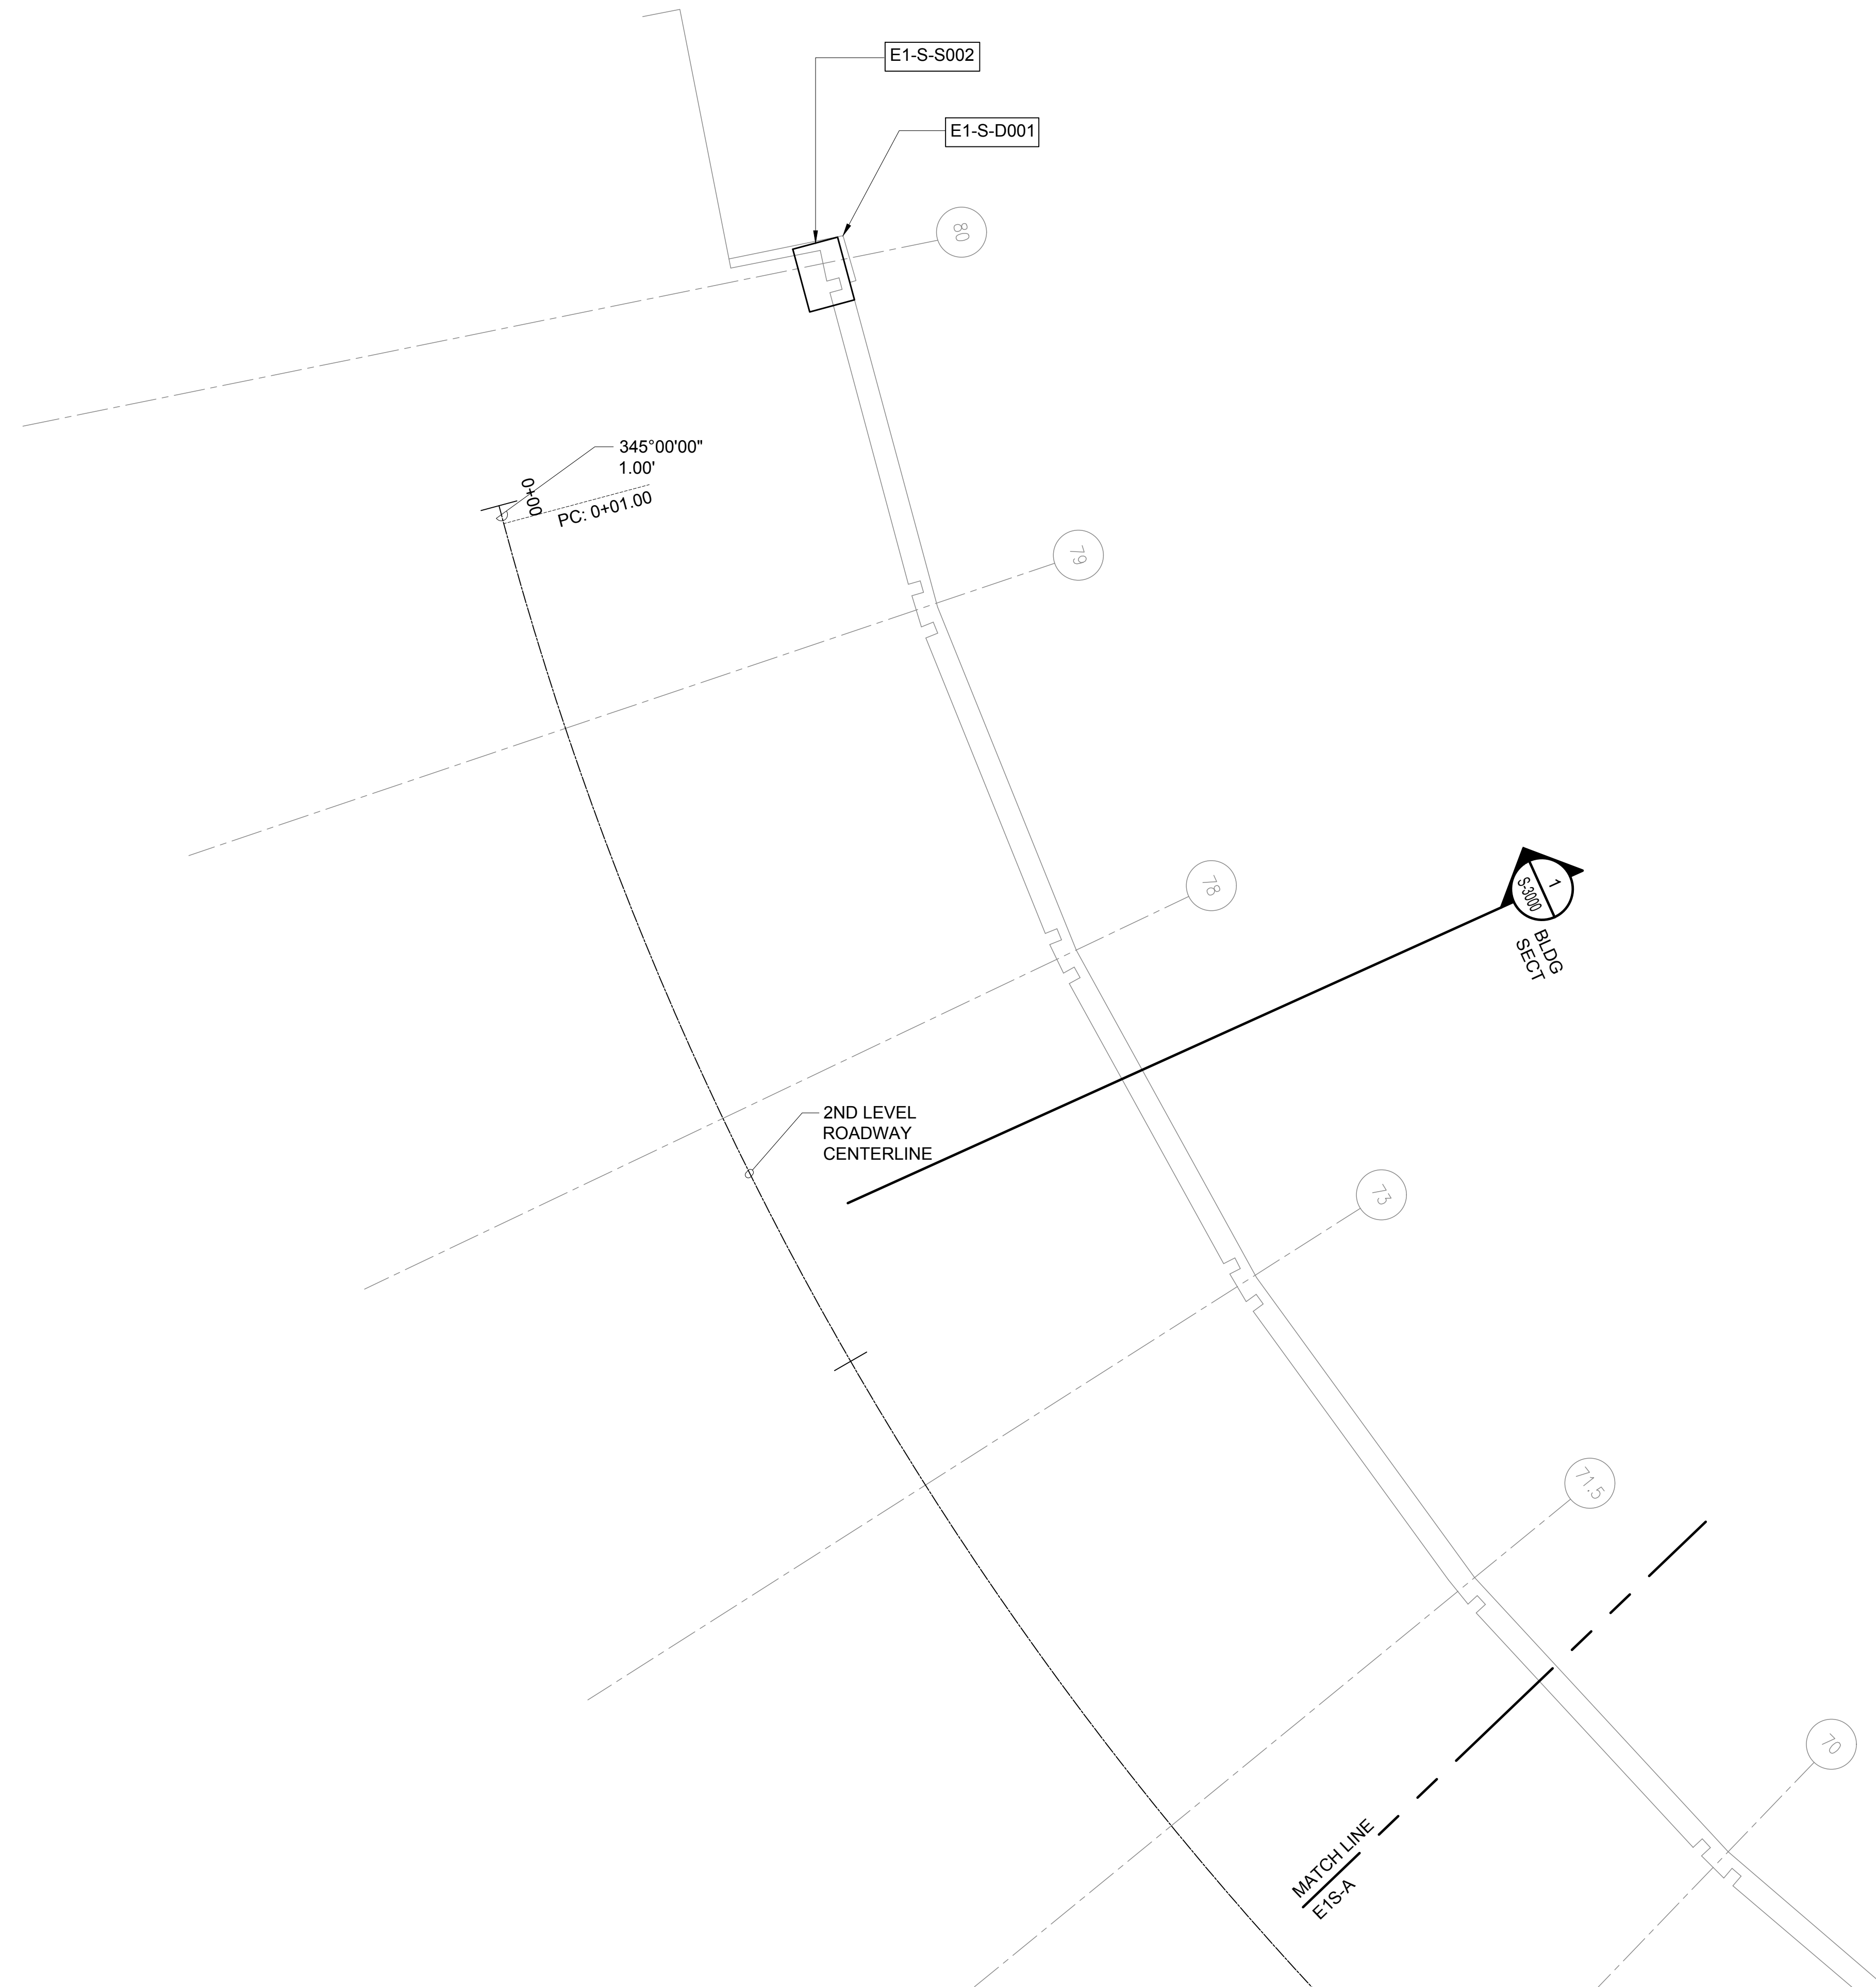 E1-S-S002
E1-S-D001
80
345°00'00"
1.00'
0+00
PC: 0+01.00
79
78
1
S-3000
BLDG
SECT
2ND LEVEL
ROADWAY
CENTERLINE
73
71.5
70
MATCH LINE
E1S-A